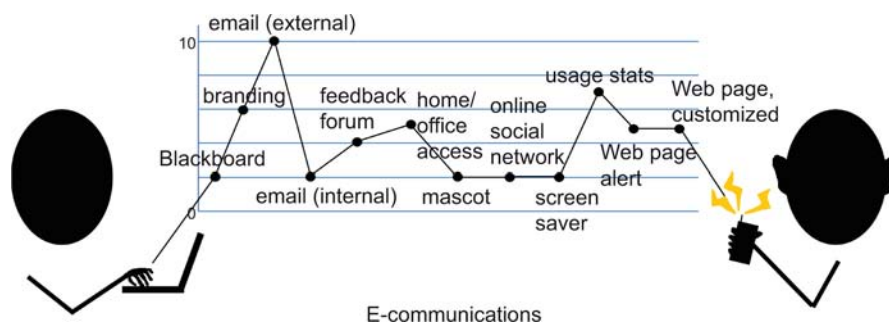 email (external)
10
usage stats
Web page,
customized
branding
feedback
forum
home/
office
access
online
social
network
Blackboard
Web page
alert
email (internal)
mascot
screen
saver
0
E-communications